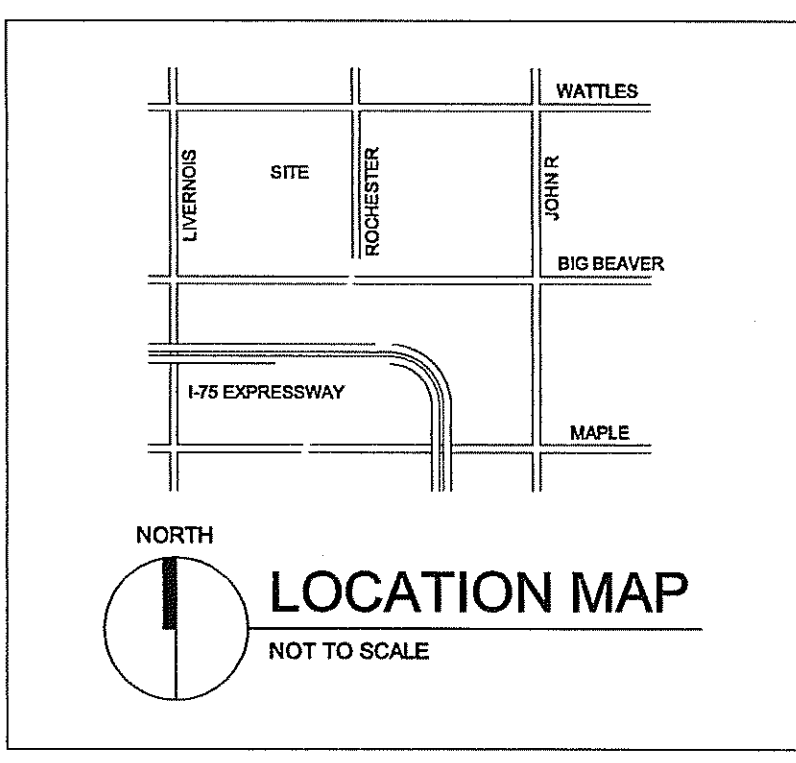 WATTLES
SITE
LIVERNOIS
ROCHESTER
JOHN R
BIG BEAVER
I-75 EXPRESSWAY
MAPLE
NORTH
LOCATION MAP
NOT TO SCALE